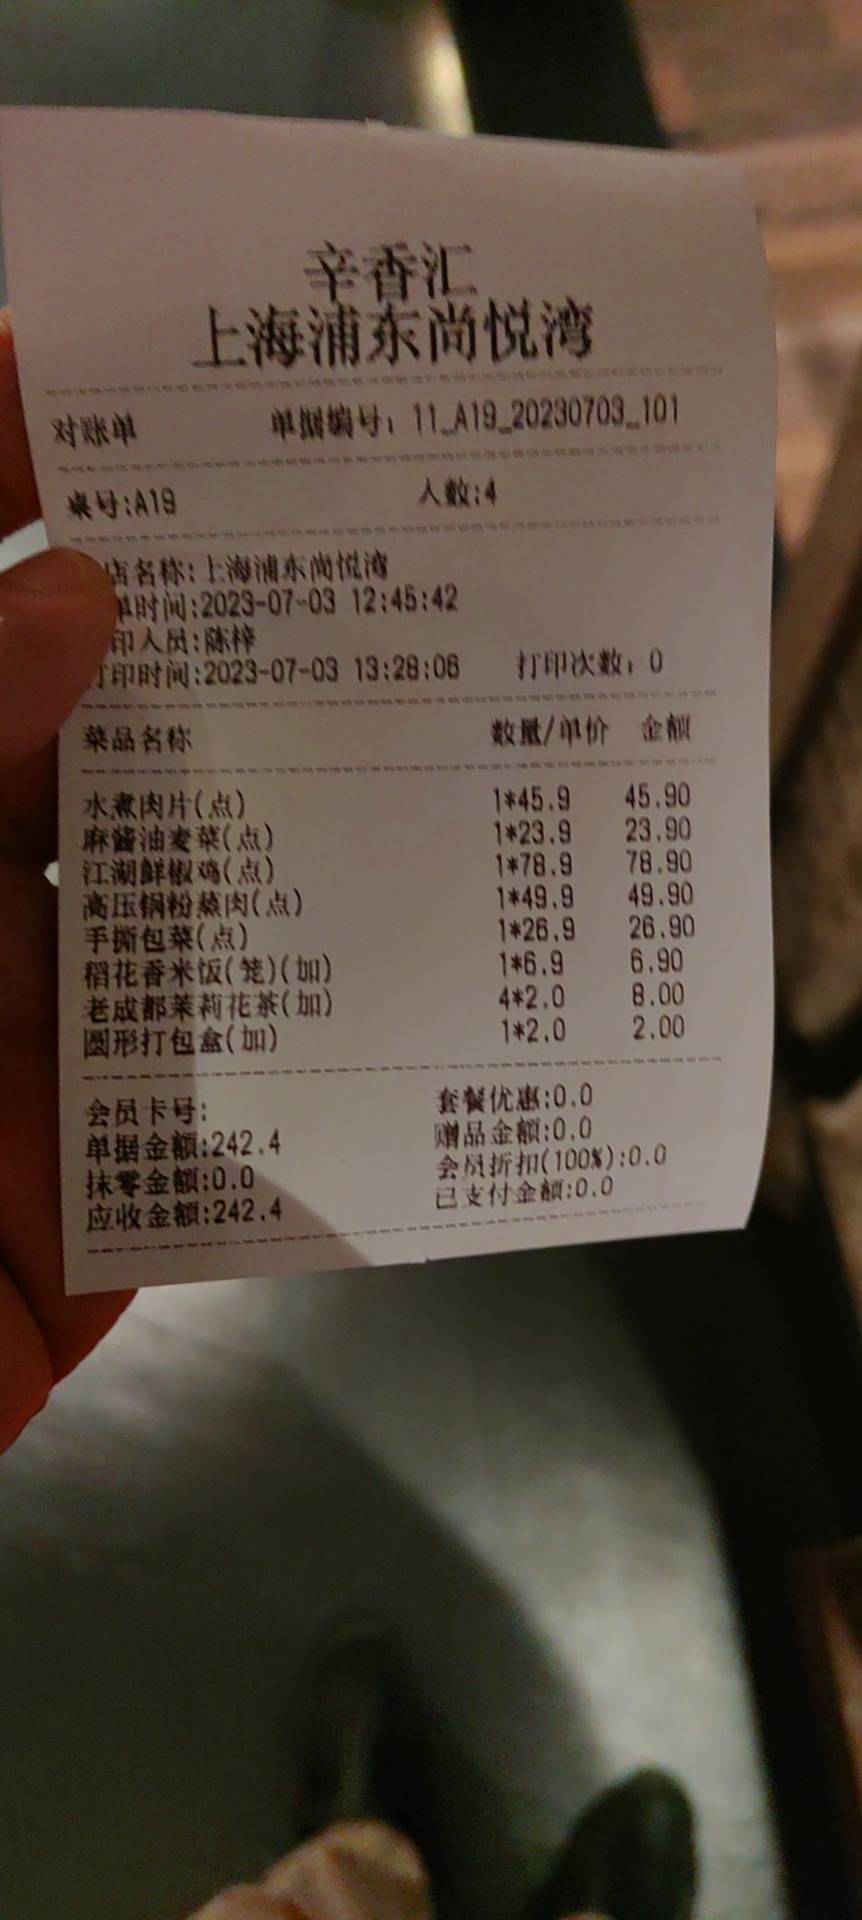 辛香汇
上海浦东尚悦湾
对账单 单据编号: 11_A19_20230703_101
桌号:A19 人数:4
店名称:上海浦东尚悦湾
单时间:2023-07-03 12:45:42
印人员:陈梓
打印时间:2023-07-03 13:28:06 打印次数: 0
菜品名称 数量/单价 金额
水煮肉片(点) 1*45.9 45.90
麻酱油麦菜(点) 1*23.9 23.90
江湖鲜椒鸡(点) 1*78.9 78.90
高压锅粉蒸肉(点) 1*49.9 49.90
手撕包菜(点) 1*26.9 26.90
稻花香米饭(笼)(加) 1*6.9 6.90
老成都茉莉花茶(加) 4*2.0 8.00
圆形打包盒(加) 1*2.0 2.00
会员卡号: 套餐优惠:0.0
单据金额:242.4 赠品金额:0.0
抹零金额:0.0 会员折扣(100%):0.0
应收金额:242.4 已支付金额:0.0